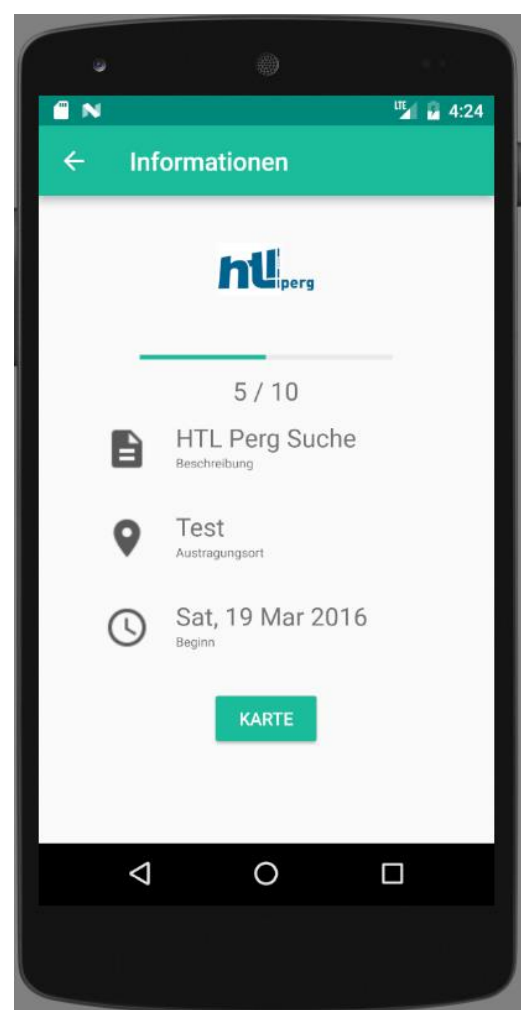 LTE 4:24
Informationen
htl perg
5 / 10
HTL Perg Suche
Beschreibung
Test
Austragungsort
Sat, 19 Mar 2016
Beginn
KARTE